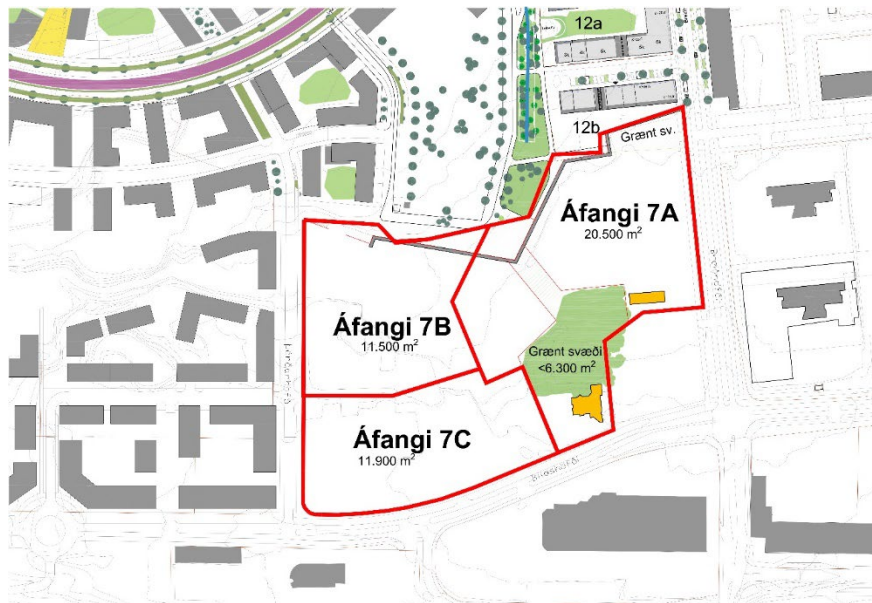 12a
12b
Grænt sv.
Áfangi 7A
20.500 m²
Áfangi 7B
11.500 m²
Grænt svæði
<6.300 m²
Áfangi 7C
11.900 m²